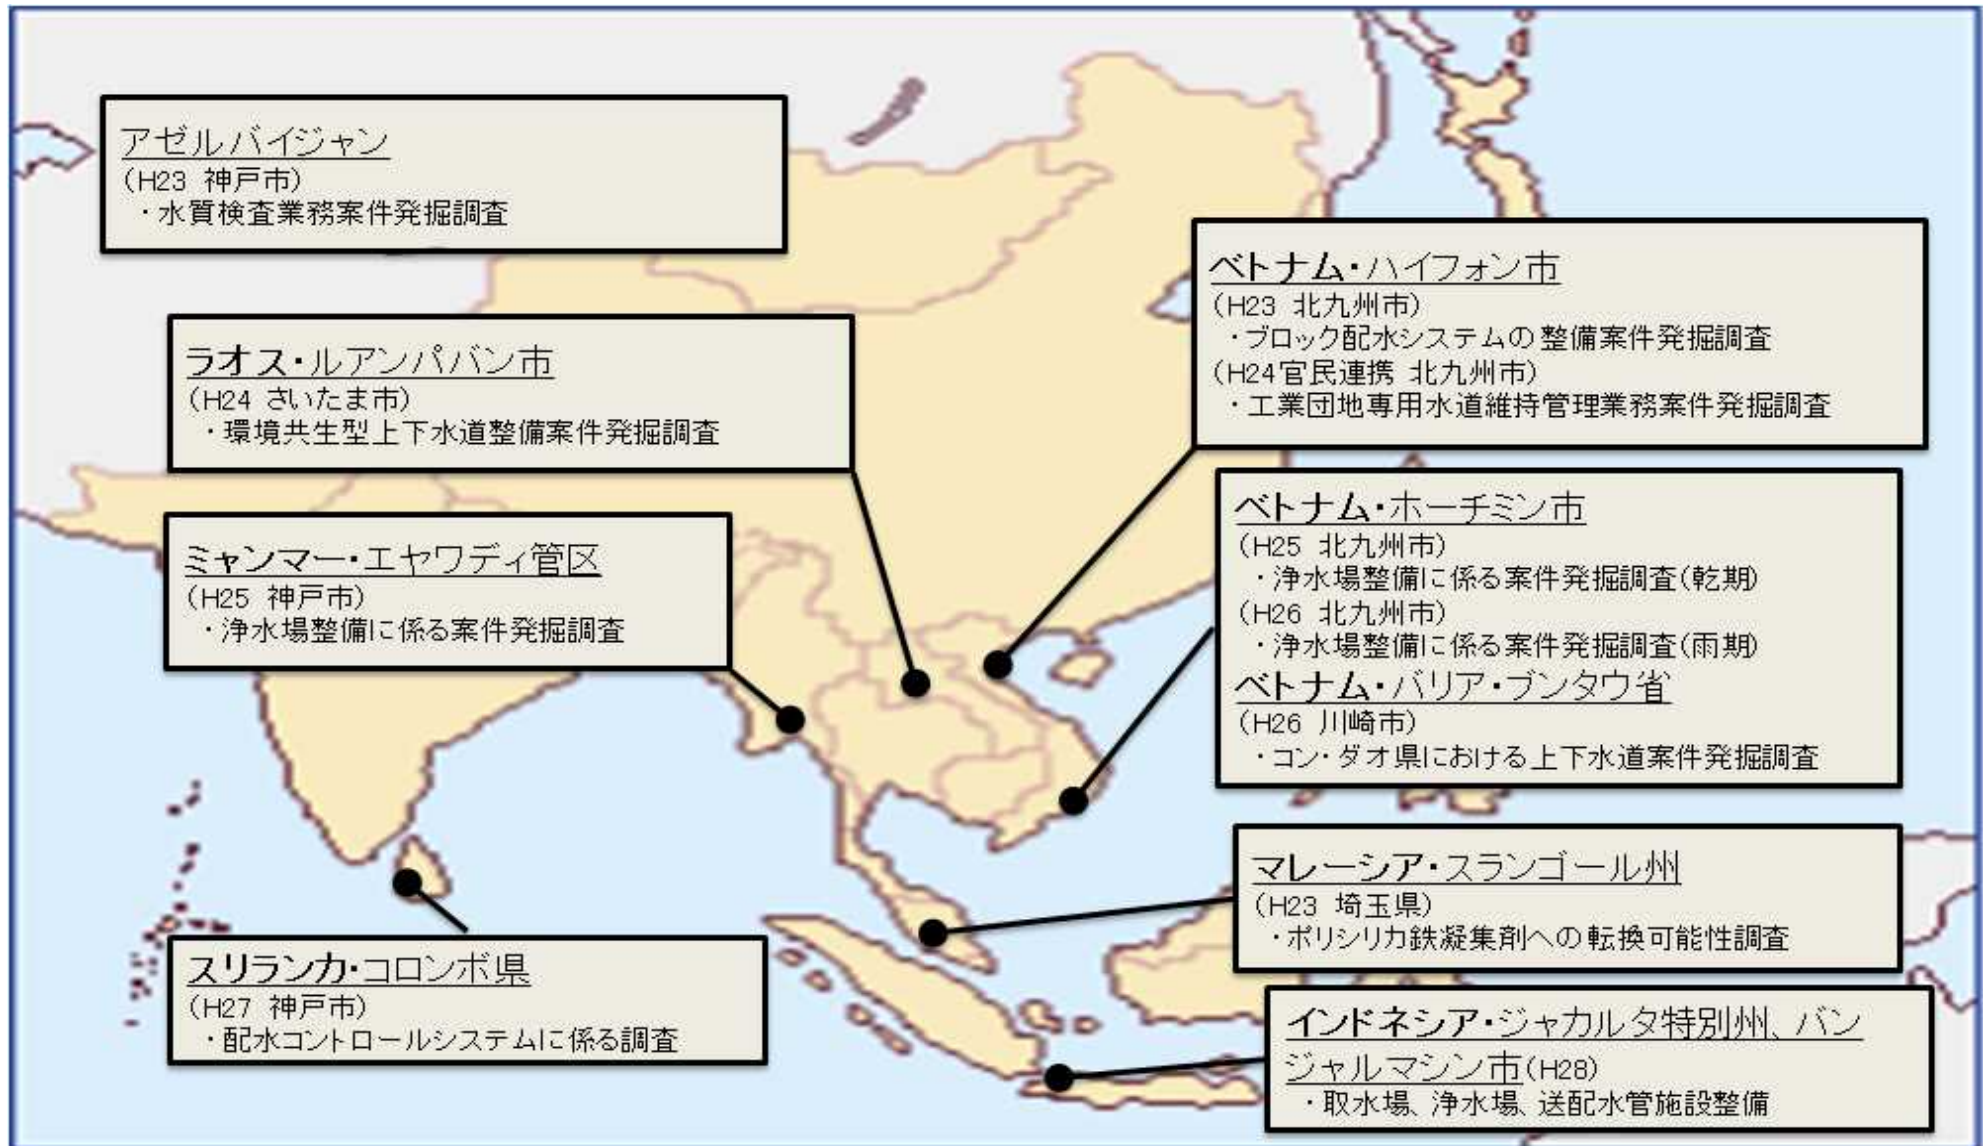 アゼルバイジャン
(H23 神戸市)
・水質検査業務案件発掘調査
ラオス・ルアンパバン市
(H24 さいたま市)
・環境共生型上下水道整備案件発掘調査
ミャンマー・エヤワディ管区
(H25 神戸市)
・浄水場整備に係る案件発掘調査
スリランカ・コロンボ県
(H27 神戸市)
・配水コントロールシステムに係る調査
ベトナム・ハイフォン市
(H23 北九州市)
・ブロック配水システムの整備案件発掘調査
(H24官民連携 北九州市)
・工業団地専用水道維持管理業務案件発掘調査
ベトナム・ホーチミン市
(H25 北九州市)
・浄水場整備に係る案件発掘調査(乾期)
(H26 北九州市)
・浄水場整備に係る案件発掘調査(雨期)
ベトナム・バリア・ブンタウ省
(H26 川崎市)
・コン・ダオ県における上下水道案件発掘調査
マレーシア・スランゴール州
(H23 埼玉県)
・ポリシリカ鉄凝集剤への転換可能性調査
インドネシア・ジャカルタ特別州、バン
ジャルマシン市(H28)
・取水場、浄水場、送配水管施設整備